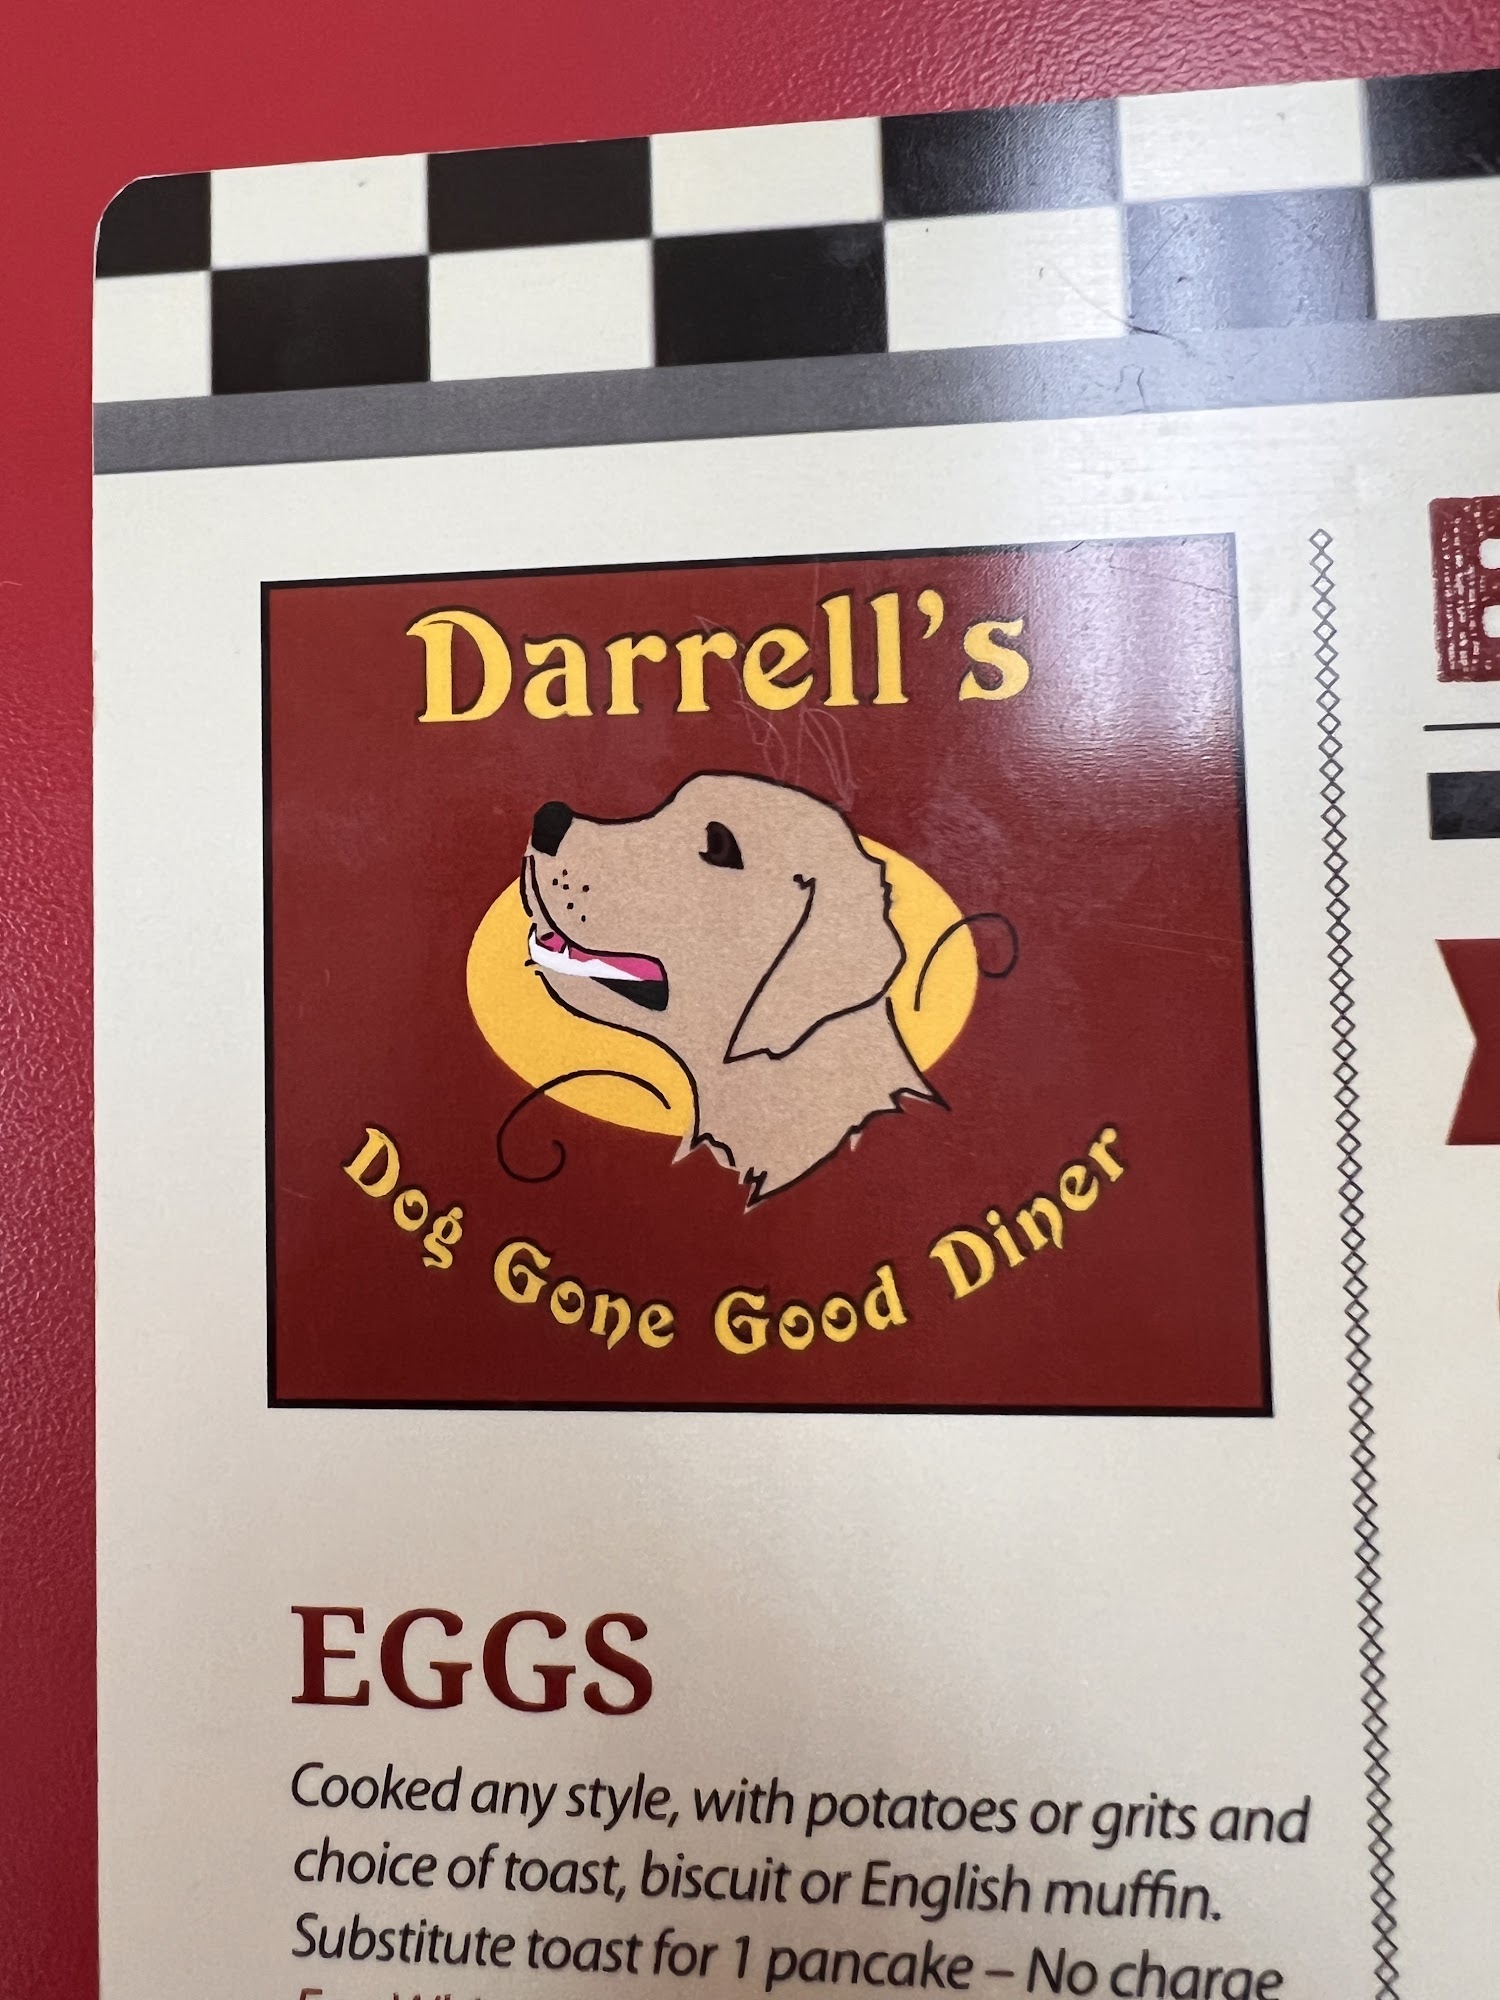 Darrell's
Dog Gone Good Diner
EGGS
Cooked any style, with potatoes or grits and
choice of toast, biscuit or English muffin.
Substitute toast for 1 pancake – No charge